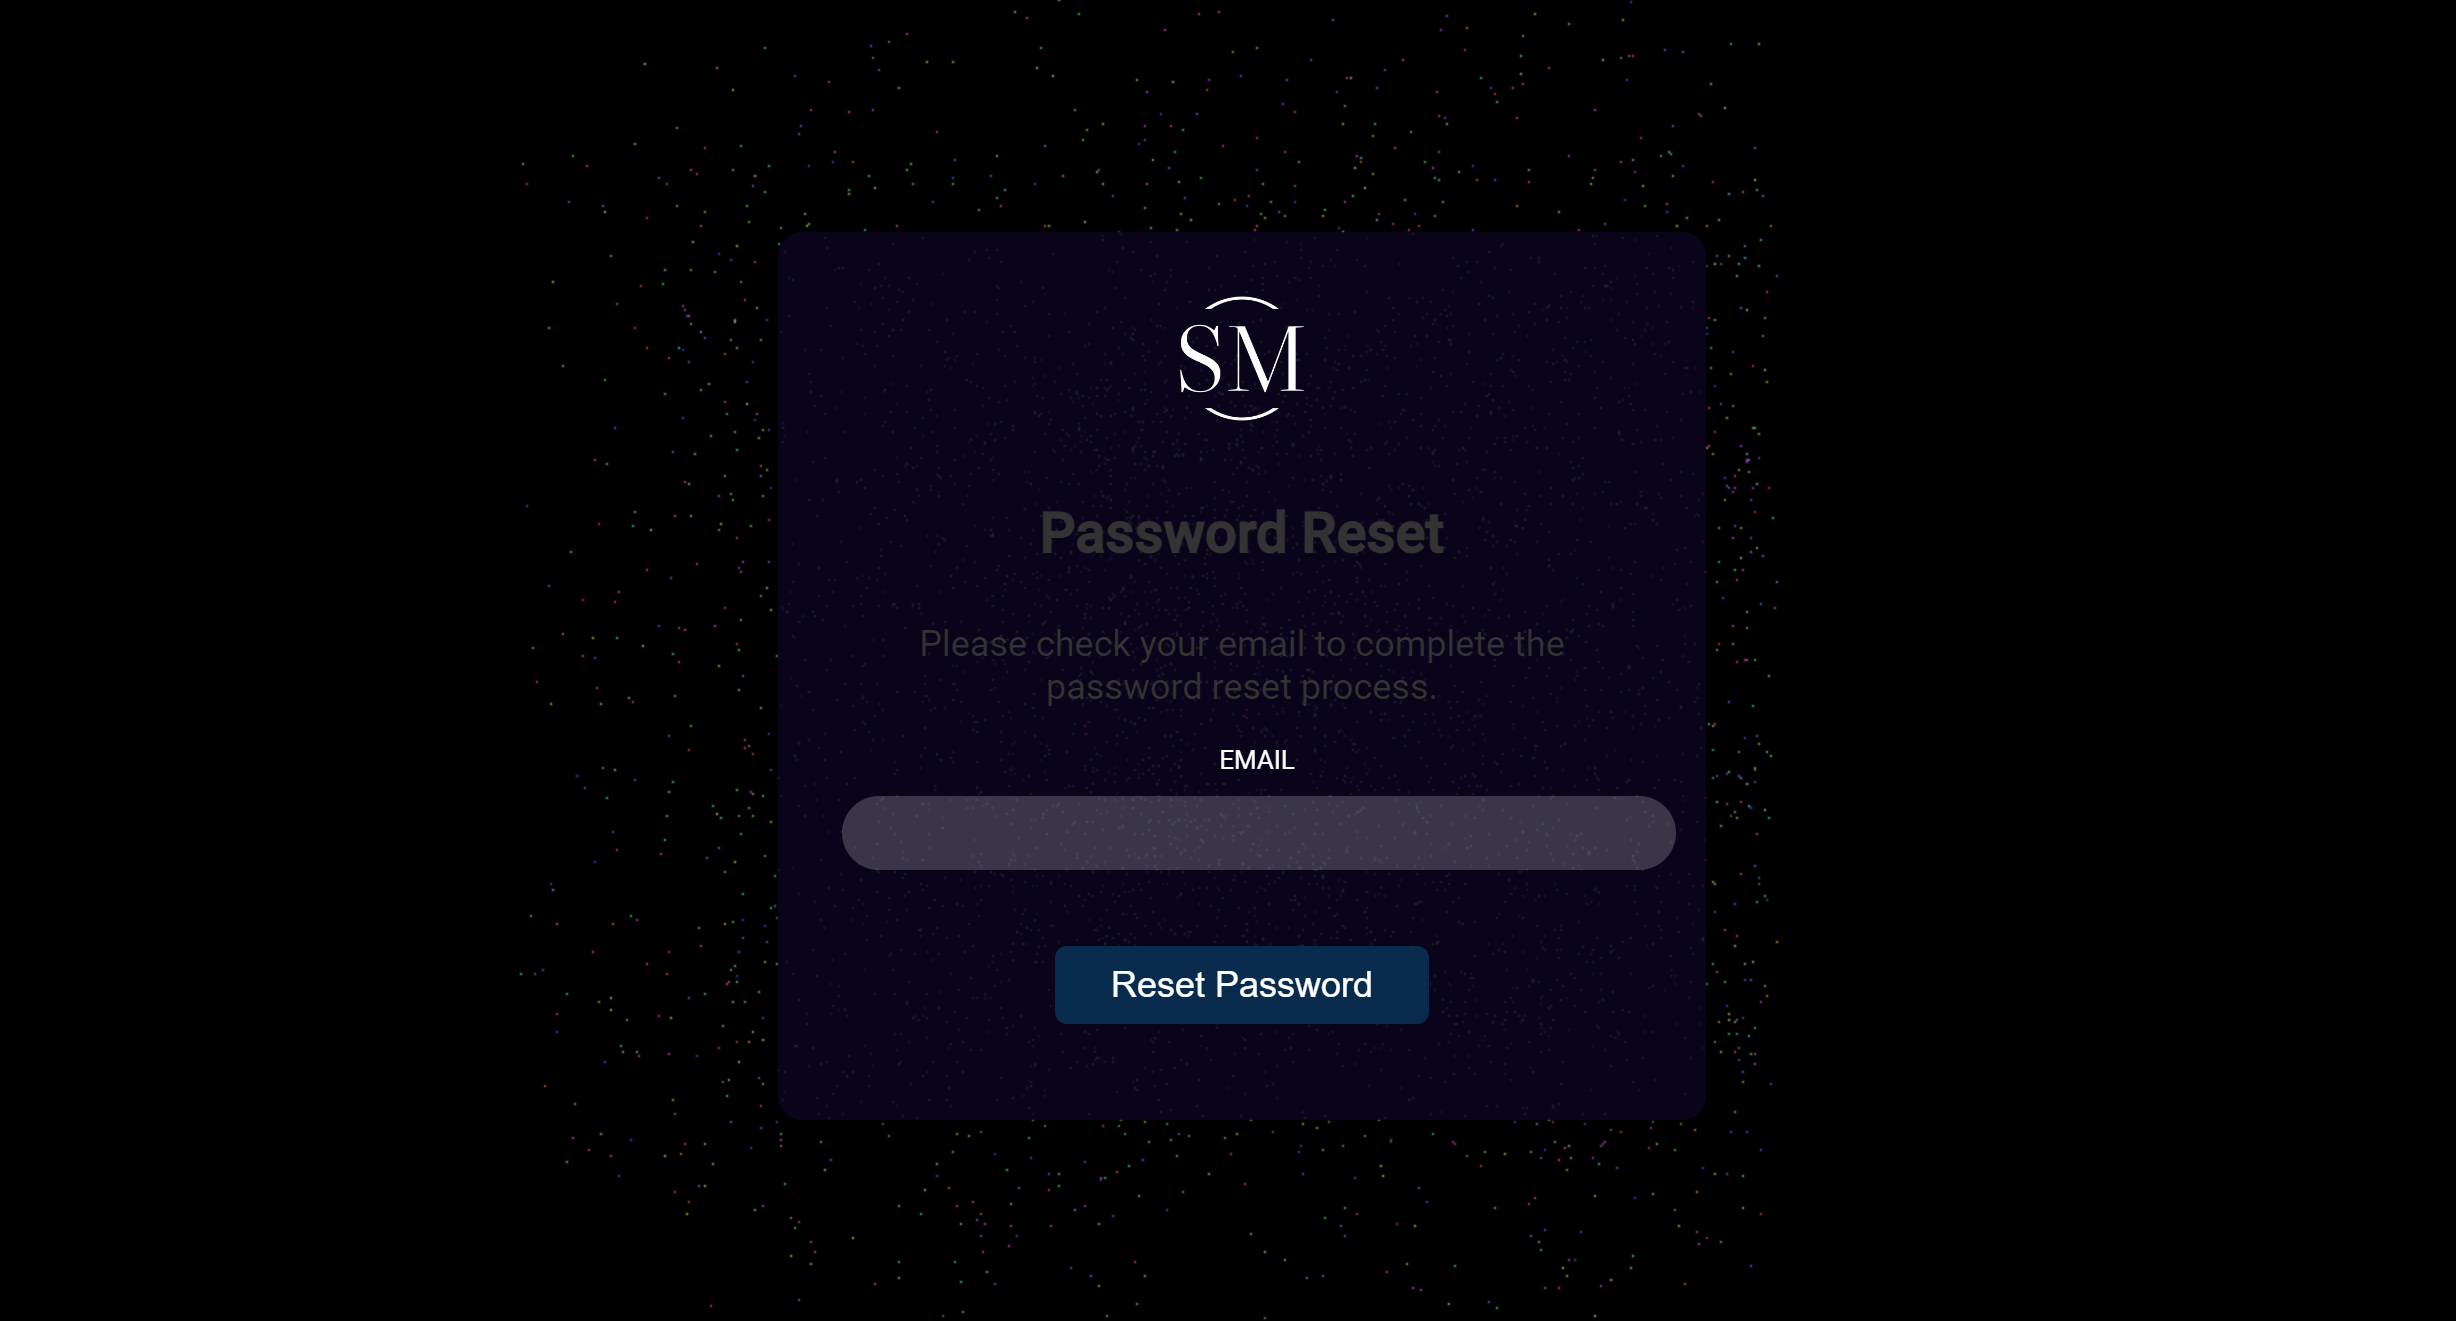 SM
Password Reset
Please check your email to complete the
password reset process.
EMAIL
Reset Password